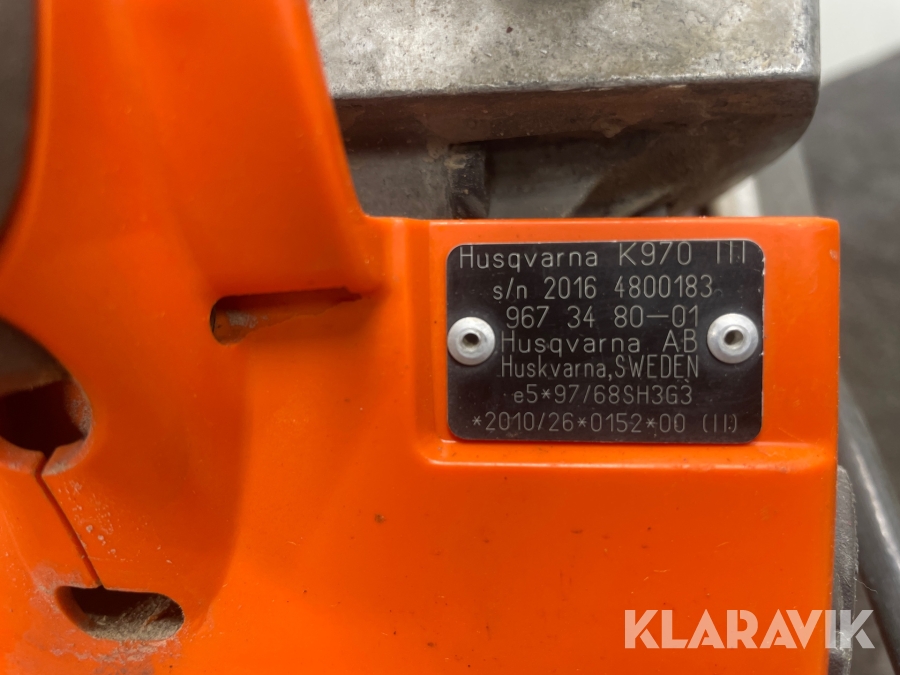 Husqvarna K970 III
s/n 2016 4800183
967 34 80-01
Husqvarna AB
Huskvarna, SWEDEN
e5*97/68SH3G3
*2010/26*0152*00 (II)
KLARAVIK